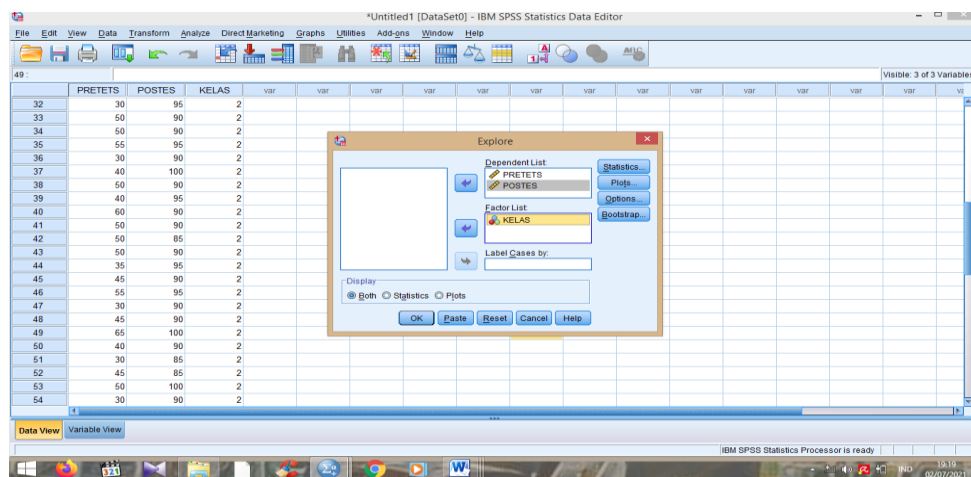 *Untitled1 [DataSet0] - IBM SPSS Statistics Data Editor
File Edit View Data Transform Analyze Direct Marketing Graphs Utilities Add-ons Window Help
49 :
Visible: 3 of 3 Variable
PRETETS POSTES KELAS var var var var var var var var var var var va
32 30 95 2
33 50 90 2
34 50 90 2
35 55 95 2
36 30 90 2
37 40 100 2
38 50 90 2
39 40 95 2
40 60 90 2
41 50 90 2
42 50 85 2
43 50 90 2
44 35 95 2
45 45 90 2
46 55 95 2
47 30 90 2
48 45 90 2
49 65 100 2
50 40 90 2
51 30 85 2
52 45 85 2
53 50 100 2
54 30 90 2
Explore
Dependent List:
PRETETS
POSTES
Factor List:
KELAS
Label Cases by:
Statistics...
Plots...
Options...
Bootstrap...
Display
Both Statistics Plots
OK Paste Reset Cancel Help
Data View Variable View
IBM SPSS Statistics Processor is ready
321
IND
19:19
02/07/2021